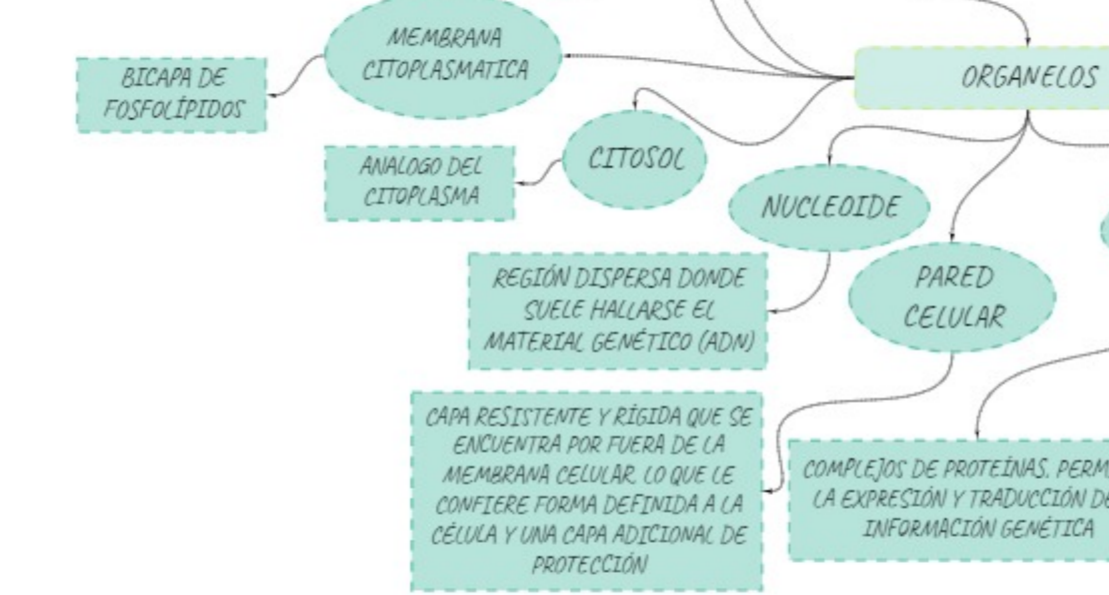 MEMBRANA
CITOPLASMATICA
BICAPA DE
FOSFOLÍPIDOS
ORGANELOS
CITOSOL
ANALOGO DEL
CITOPLASMA
NUCLEOIDE
REGIÓN DISPERSA DONDE
SUELE HALLARSE EL
MATERIAL GENÉTICO (ADN)
PARED
CELULAR
CAPA RESISTENTE Y RÍGIDA QUE SE
ENCUENTRA POR FUERA DE LA
MEMBRANA CELULAR, LO QUE LE
CONFIERE FORMA DEFINIDA A LA
CÉLULA Y UNA CAPA ADICIONAL DE
PROTECCIÓN
COMPLEJOS DE PROTEÍNAS,
LA EXPRESIÓN Y TRADUCCIÓN
INFORMACIÓN GENÉTICA